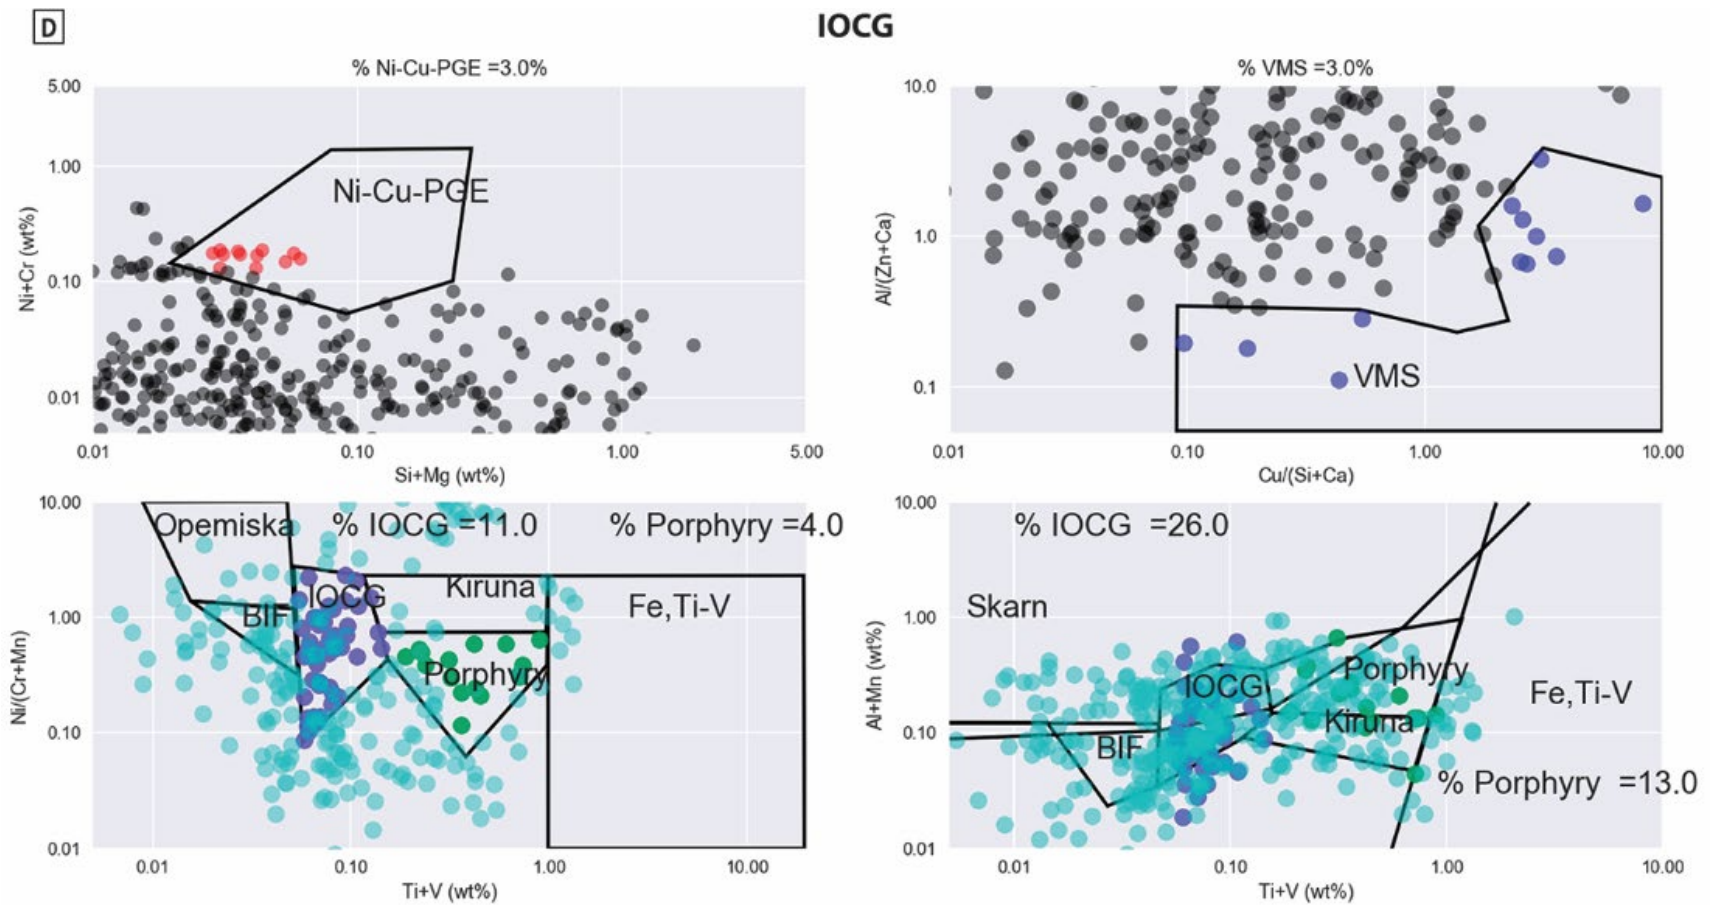 D
IOCG
% Ni-Cu-PGE =3.0%
5.00
1.00
0.10
0.01
Ni+Cr (wt%)
Ni-Cu-PGE
0.01 0.10 1.00 5.00
Si+Mg (wt%)
% VMS =3.0%
10.0
1.0
0.1
Al/(Zn+Ca)
VMS
0.01 0.10 1.00 10.00
Cu/(Si+Ca)
10.00
1.00
0.10
0.01
Ni/(Cr+Mn)
Opemiska % IOCG =11.0 % Porphyry =4.0
BIF IOCG Kiruna Fe,Ti-V
Porphyry
0.01 0.10 1.00 10.00
Ti+V (wt%)
10.00
1.00
0.10
0.01
Al+Mn (wt%)
% IOCG =26.0
Skarn
Porphyry
IOCG Fe,Ti-V
Kiruna
BIF
% Porphyry =13.0
0.01 0.10 1.00 10.00
Ti+V (wt%)